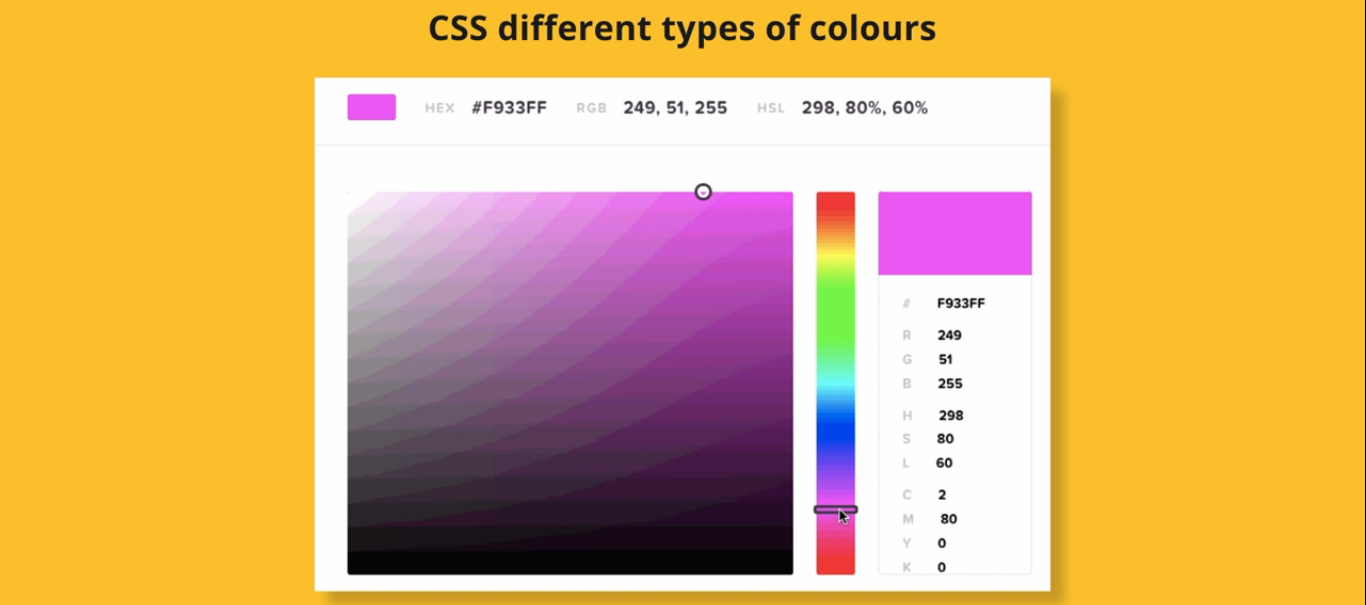 CSS different types of colours
HEX #F933FF RGB 249, 51, 255 HSL 298, 80%, 60%
# F933FF
R 249
G 51
B 255
H 298
S 80
L 60
C 2
M 80
Y 0
K 0